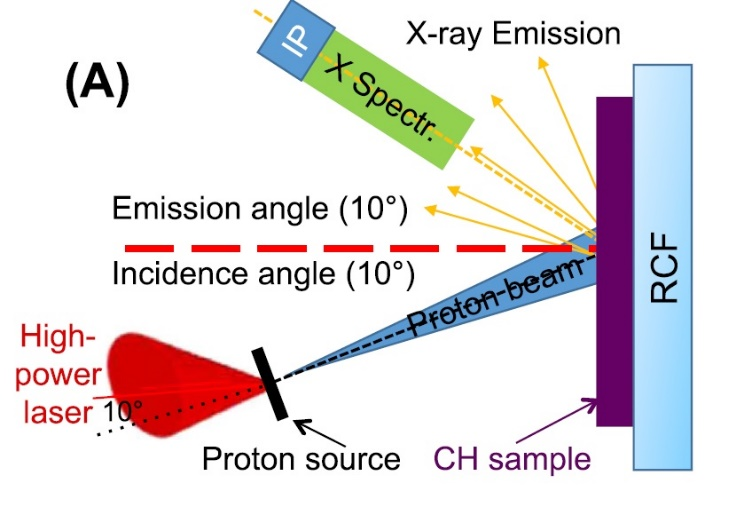 (A)
IP
X Spectr.
X-ray Emission
Emission angle (10°)
Incidence angle (10°)
Proton beam
RCF
High-
power
laser
10°
Proton source
CH sample